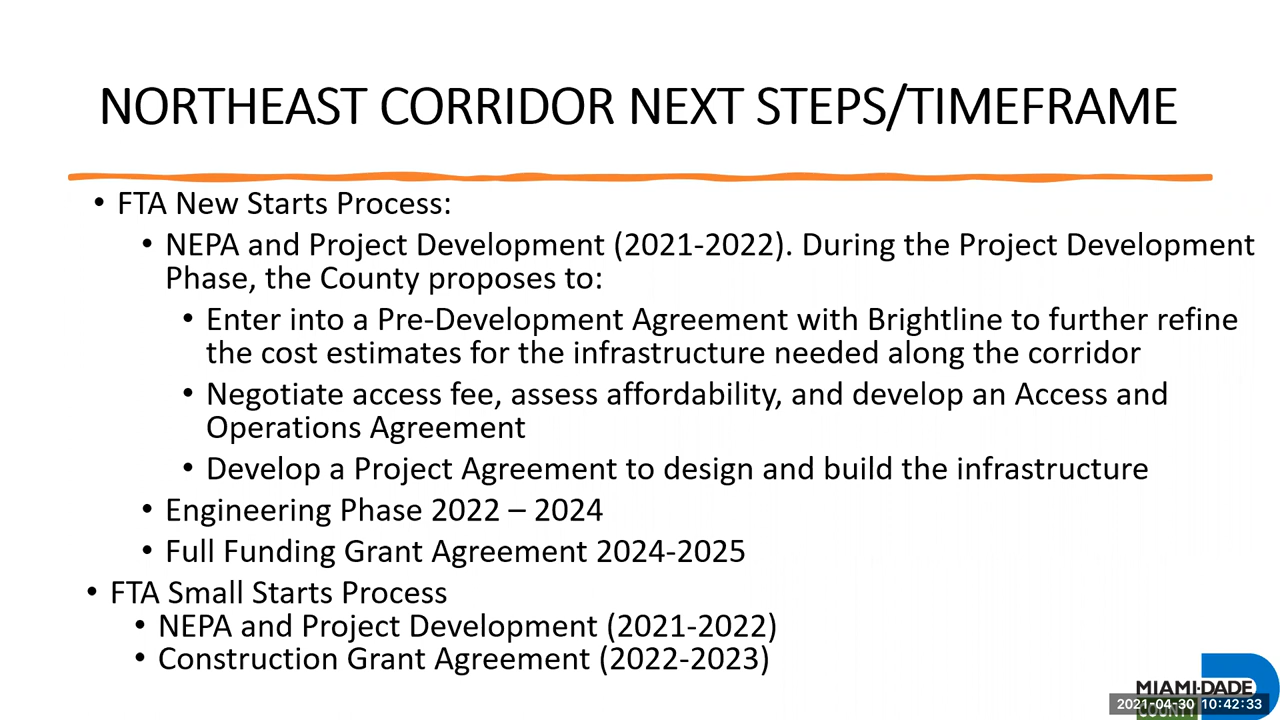 NORTHEAST CORRIDOR NEXT STEPS/TIMEFRAME
• FTA New Starts Process:
• NEPA and Project Development (2021-2022). During the Project Development
Phase, the County proposes to:
• Enter into a Pre-Development Agreement with Brightline to further refine
the cost estimates for the infrastructure needed along the corridor
• Negotiate access fee, assess affordability, and develop an Access and
Operations Agreement
• Develop a Project Agreement to design and build the infrastructure
• Engineering Phase 2022 – 2024
• Full Funding Grant Agreement 2024-2025
• FTA Small Starts Process
• NEPA and Project Development (2021-2022)
• Construction Grant Agreement (2022-2023)
MIAMI-DADE
2021-04-30 10:42:33
COUNTY